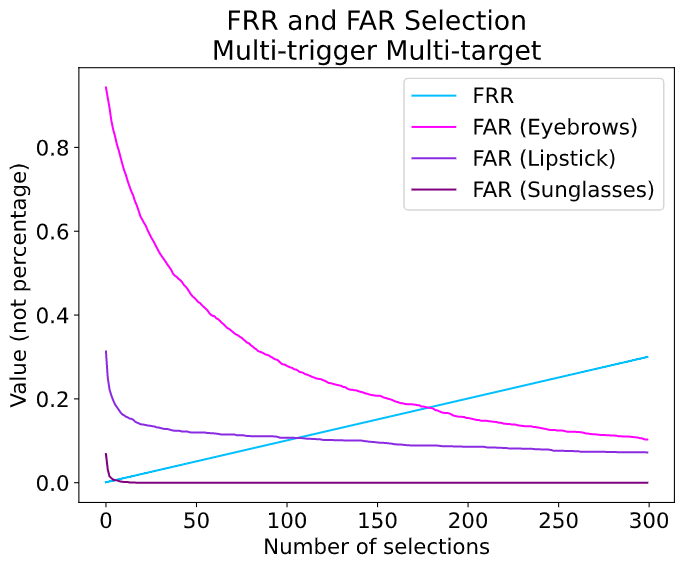 FRR and FAR Selection
Multi-trigger Multi-target
FRR
FAR (Eyebrows)
FAR (Lipstick)
FAR (Sunglasses)
Value (not percentage)
0.8
0.6
0.4
0.2
0.0
0 50 100 150 200 250 300
Number of selections